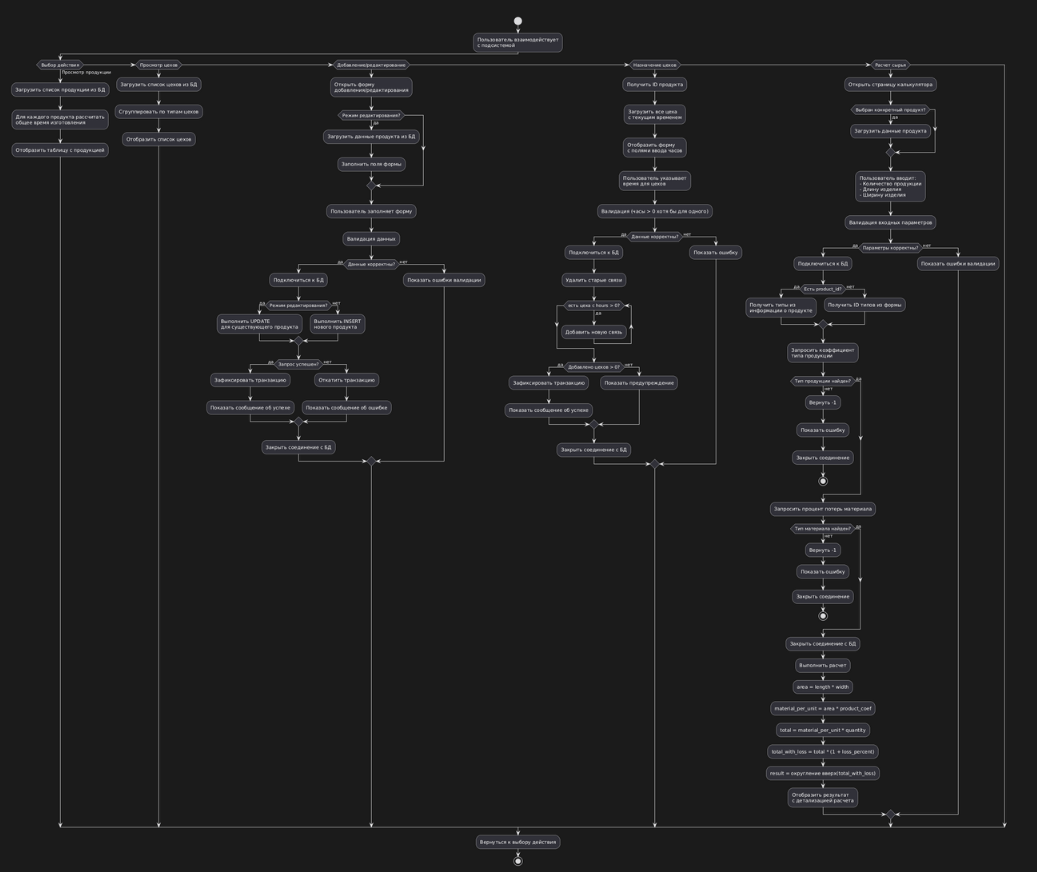 Пользователь взаимодействует
с подсистемой
Выбор действия
Просмотр продукции
Загрузить список продукции из БД
Для каждого продукта рассчитать
общее время изготовления
Отобразить таблицу с продукцией
Просмотр цехов
Загрузить список цехов из БД
Сгруппировать по типам цехов
Отобразить список цехов
Добавление/редактирование
Открыть форму
добавления/редактирования
Режим редактирования?
да
Загрузить данные продукта из БД
Заполнить поля формы
Пользователь заполняет форму
Валидация данных
Данные корректны?
да
нет
Подключиться к БД
Показать ошибки валидации
Режим редактирования?
да
нет
Выполнить UPDATE
для существующего продукта
Выполнить INSERT
нового продукта
Запрос успешен?
да
нет
Зафиксировать транзакцию
Откатить транзакцию
Показать сообщение об успехе
Показать сообщение об ошибке
Закрыть соединение с БД
Назначение цехов
Получить ID продукта
Загрузить все цеха
с текущим временем
Отобразить форму
с полями ввода часов
Пользователь указывает
время для цехов
Валидация (часы > 0 хотя бы для одного)
Данные корректны?
да
нет
Подключиться к БД
Показать ошибку
Удалить старые связи
есть цеха с hours > 0?
да
Добавить новую связь
Добавлено цехов > 0?
да
нет
Зафиксировать транзакцию
Показать предупреждение
Показать сообщение об успехе
Закрыть соединение с БД
Расчет сырья
Открыть страницу калькулятора
Выбран конкретный продукт?
да
Загрузить данные продукта
Пользователь вводит:
- Количество продукции
- Длину изделия
- Ширину изделия
Валидация входных параметров
Параметры корректны?
да
нет
Подключиться к БД
Показать ошибки валидации
Есть product_id?
да
нет
Получить типы из
информации о продукте
Получить ID типов из формы
Запросить коэффициент
типа продукции
Тип продукции найден?
да
нет
Вернуть -1
Показать ошибку
Закрыть соединение
Запросить процент потерь материала
Тип материала найден?
да
нет
Вернуть -1
Показать ошибку
Закрыть соединение
Закрыть соединение с БД
Выполнить расчет
area = length * width
material_per_unit = area * product_coef
total = material_per_unit * quantity
total_with_loss = total * (1 + loss_percent)
result = округление вверх(total_with_loss)
Отобразить результат
с детализацией расчета
Вернуться к выбору действия